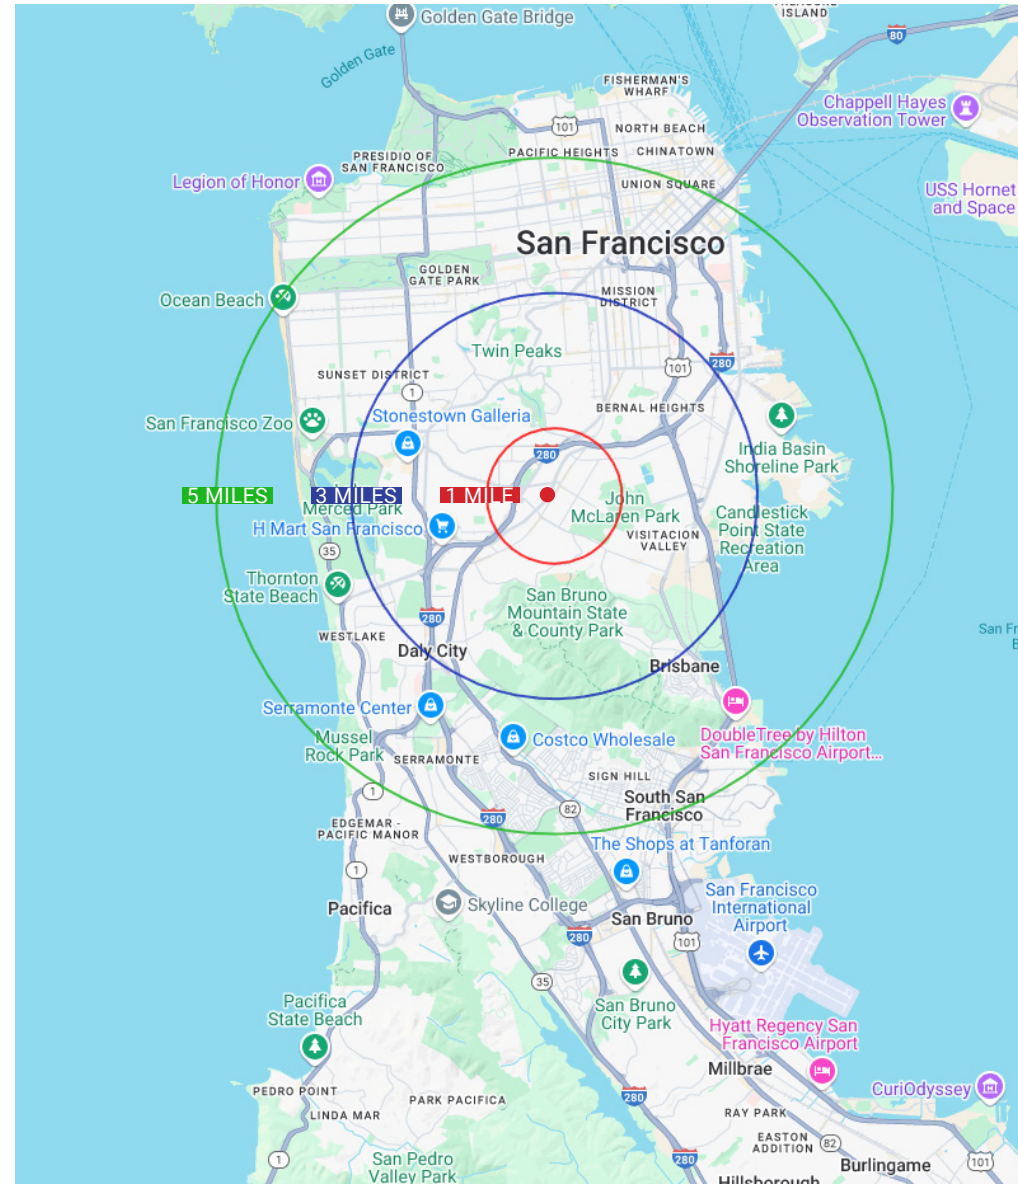 ISLAND
Golden Gate Bridge
80
Golden Gate
FISHERMAN'S
WHARF
Chappell Hayes
Observation Tower
101
NORTH BEACH
PRESIDIO OF
SAN FRANCISCO
PACIFIC HEIGHTS
CHINATOWN
Legion of Honor
UNION SQUARE
USS Hornet
and Space
San Francisco
GOLDEN
GATE PARK
Ocean Beach
MISSION
DISTRICT
Twin Peaks
280
101
SUNSET DISTRICT
1
Stonestown Galleria
BERNAL HEIGHTS
San Francisco Zoo
280
India Basin
Shoreline Park
5 MILES
3 MILES
1 MILE
Merced Park
John
McLaren Park
Candlestick
Point State
Recreation
Area
H Mart San Francisco
VISITACION
VALLEY
35
Thornton
State Beach
San Bruno
Mountain State
& County Park
280
San Fr
WESTLAKE
Daly City
Brisbane
Serramonte Center
DoubleTree by Hilton
San Francisco Airport...
Mussel
Rock Park
Costco Wholesale
SERRAMONTE
SIGN HILL
1
South San
Francisco
82
280
EDGEMAR -
PACIFIC MANOR
The Shops at Tanforan
WESTBOROUGH
1
San Francisco
International
Airport
Pacifica
Skyline College
San Bruno
280
101
35
Pacifica
State Beach
San Bruno
City Park
Hyatt Regency San
Francisco Airport
Millbrae
CuriOdyssey
PEDRO POINT
PARK PACIFICA
280
LINDA MAR
RAY PARK
EASTON
ADDITION
82
1
San Pedro
Valley Park
280
Burlingame
101
Hillsborough